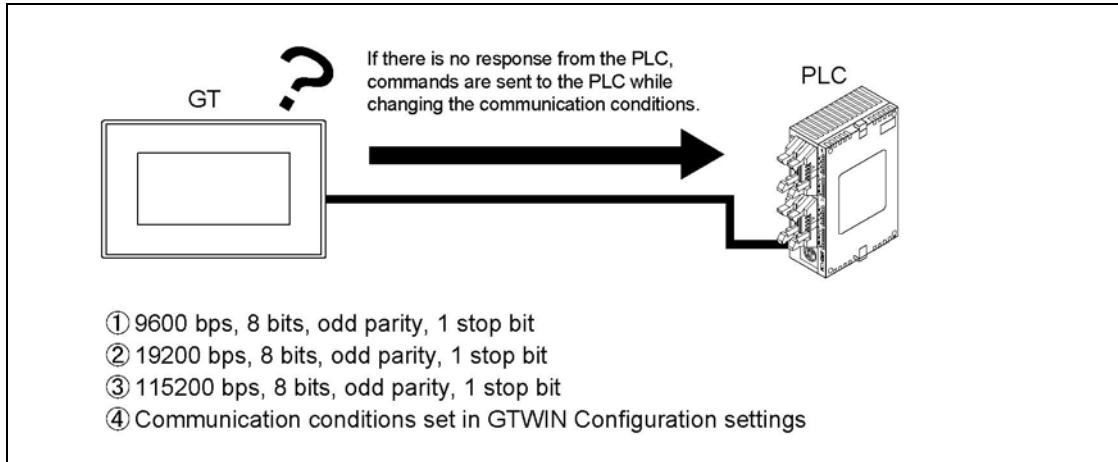 If there is no response from the PLC,
commands are sent to the PLC while
changing the communication conditions.
GT
PLC
① 9600 bps, 8 bits, odd parity, 1 stop bit
② 19200 bps, 8 bits, odd parity, 1 stop bit
③ 115200 bps, 8 bits, odd parity, 1 stop bit
④ Communication conditions set in GTWIN Configuration settings